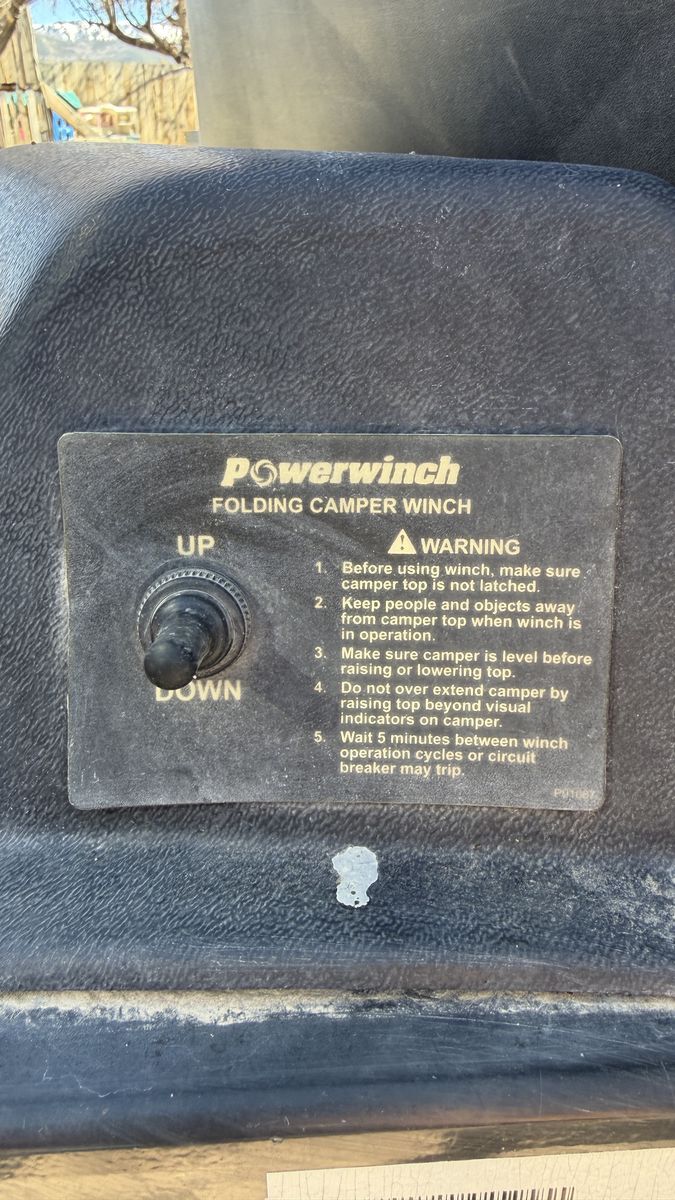 Powerwinch
FOLDING CAMPER WINCH
UP
DOWN
WARNING
1. Before using winch, make sure
camper top is not latched.
2. Keep people and objects away
from camper top when winch is
in operation.
3. Make sure camper is level before
raising or lowering top.
4. Do not over extend camper by
raising top beyond visual
indicators on camper.
5. Wait 5 minutes between winch
operation cycles or circuit
breaker may trip.